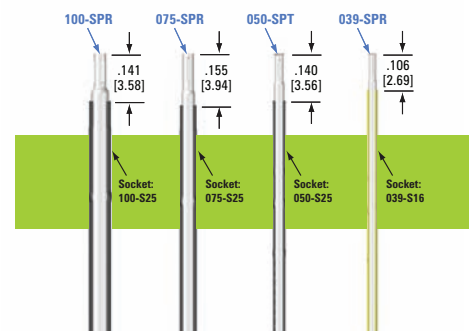 100-SPR 075-SPR 050-SPT 039-SPR
.141 .155 .140 .106
[3.58] [3.94] [3.56] [2.69]
Socket: Socket: Socket: Socket:
100-S25 075-S25 050-S25 039-S16